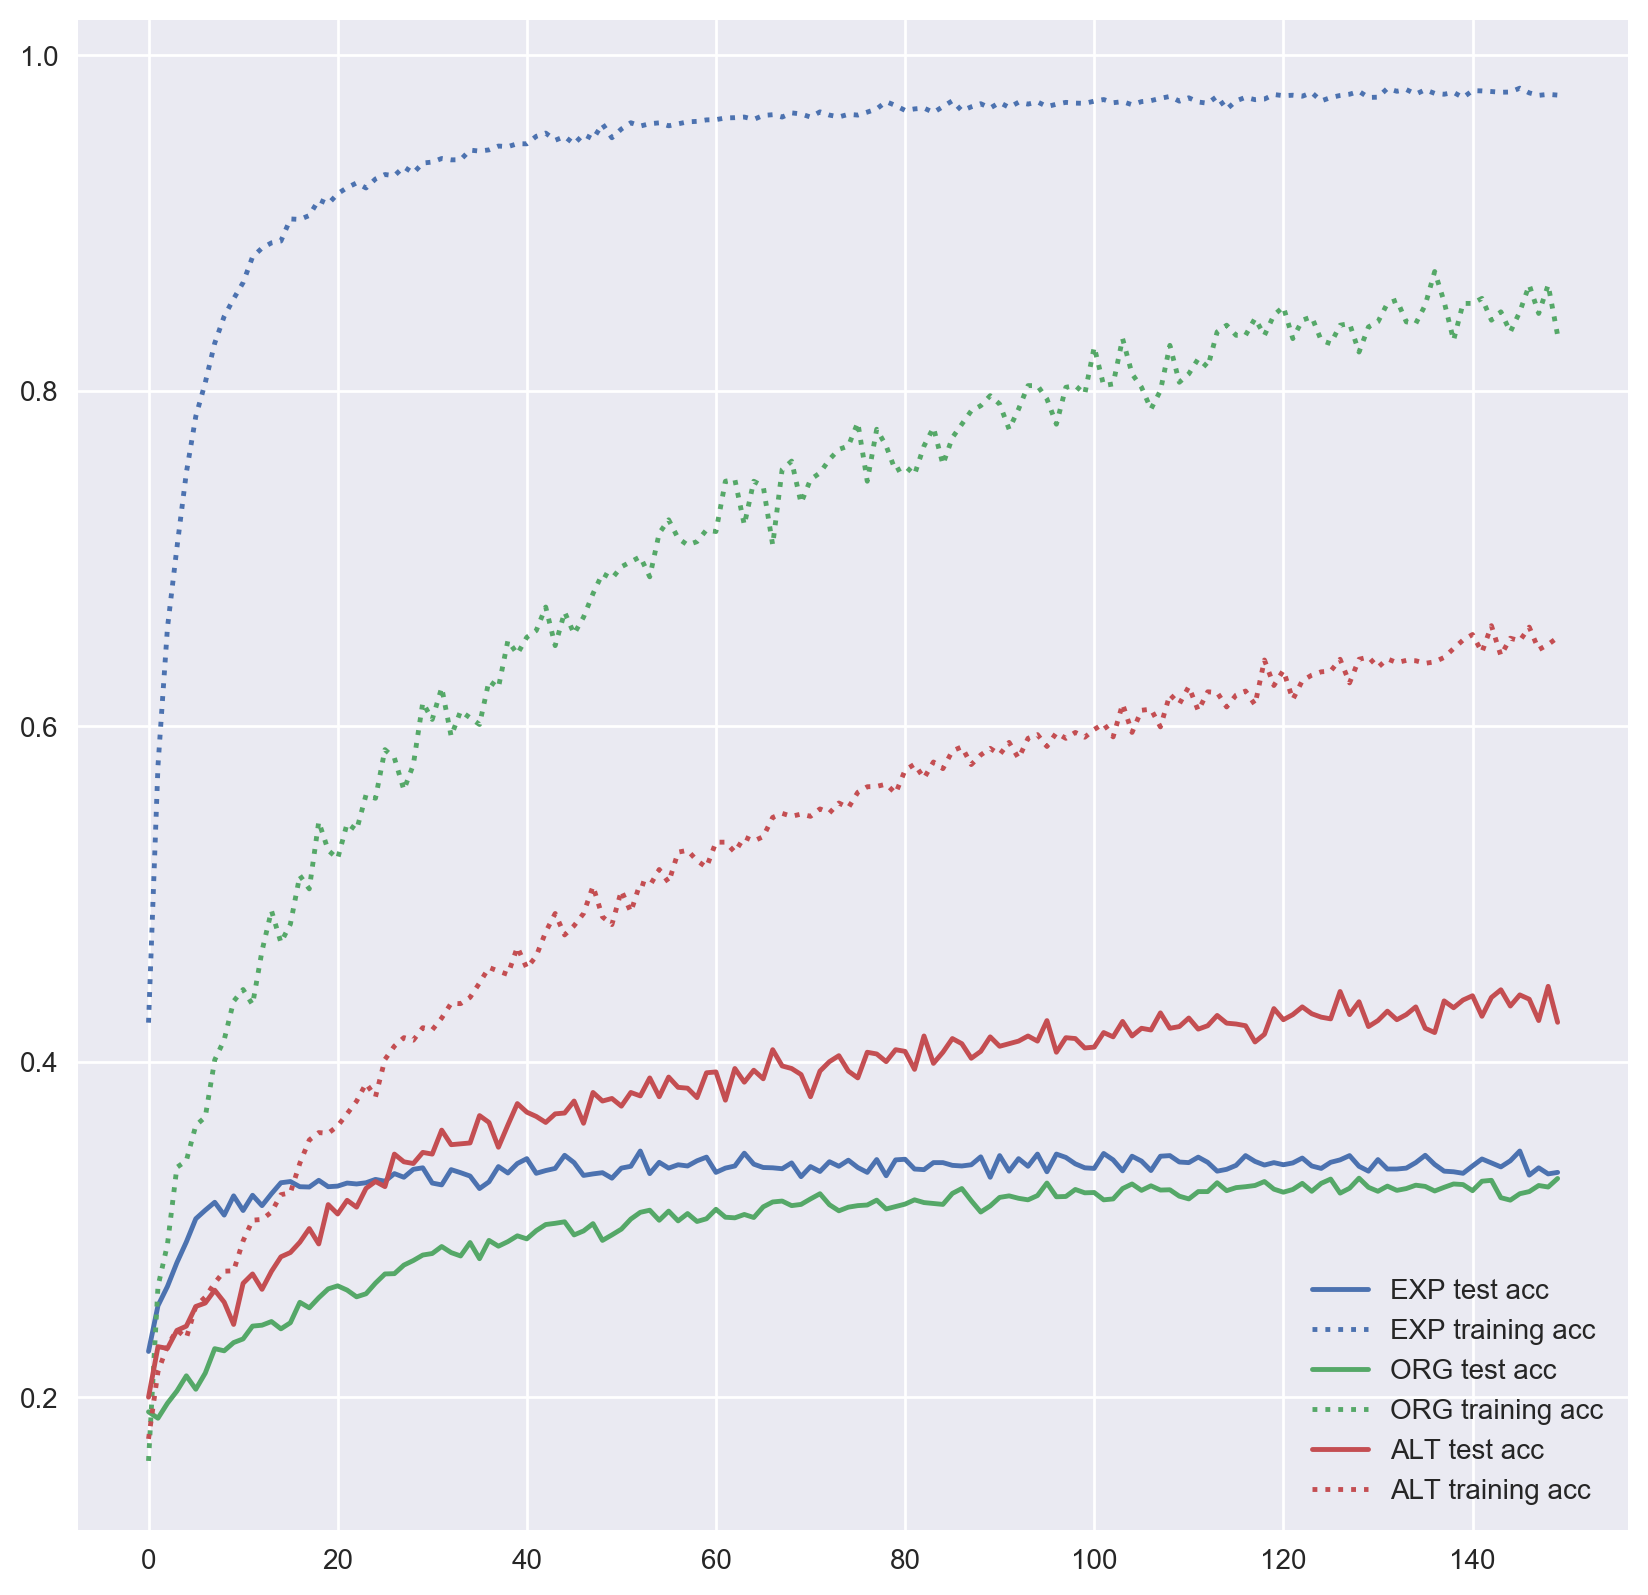 1.0
0.8
0.6
0.4
0.2
EXP test acc
EXP training acc
ORG test acc
ORG training acc
ALT test acc
ALT training acc
0 20 40 60 80 100 120 140